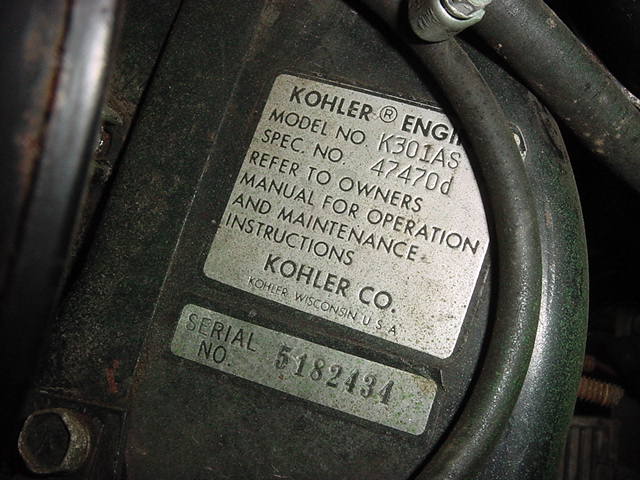 KOHLER ® ENGI
MODEL NO K301AS
SPEC. NO. 47470d
REFER TO OWNERS
MANUAL FOR OPERATION
AND MAINTENANCE
INSTRUCTIONS
KOHLER CO.
KOHLER WISCONSIN U S A
SERIAL
NO. 5182434